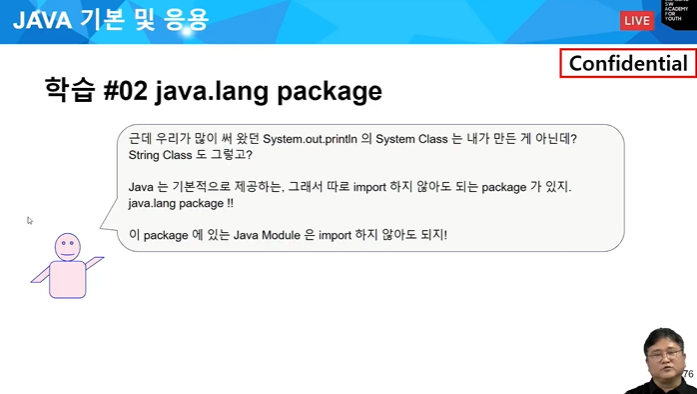 JAVA 기본 및 응용
LIVE
SW
ACADEMY
FOR
YOUTH
Confidential
학습 #02 java.lang package
근데 우리가 많이 써 왔던 System.out.println 의 System Class 는 내가 만든 게 아닌데?
String Class 도 그렇고?
Java 는 기본적으로 제공하는, 그래서 따로 import 하지 않아도 되는 package 가 있지.
java.lang package !!
이 package 에 있는 Java Module 은 import 하지 않아도 되지!
76